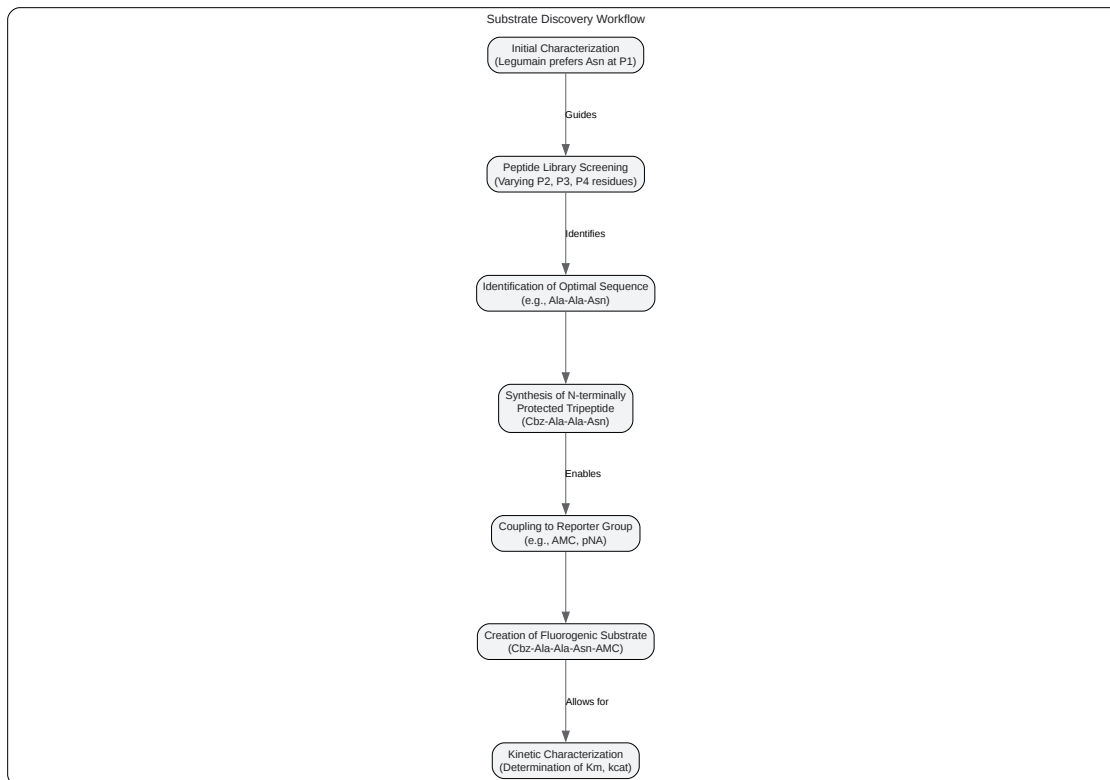 Substrate Discovery Workflow
Initial Characterization
(Legumain prefers Asn at P1)
Guides
Peptide Library Screening
(Varying P2, P3, P4 residues)
Identifies
Identification of Optimal Sequence
(e.g., Ala-Ala-Asn)
Synthesis of N-terminally
Protected Tripeptide
(Cbz-Ala-Ala-Asn)
Enables
Coupling to Reporter Group
(e.g., AMC, pNA)
Creation of Fluorogenic Substrate
(Cbz-Ala-Ala-Asn-AMC)
Allows for
Kinetic Characterization
(Determination of Km, kcat)